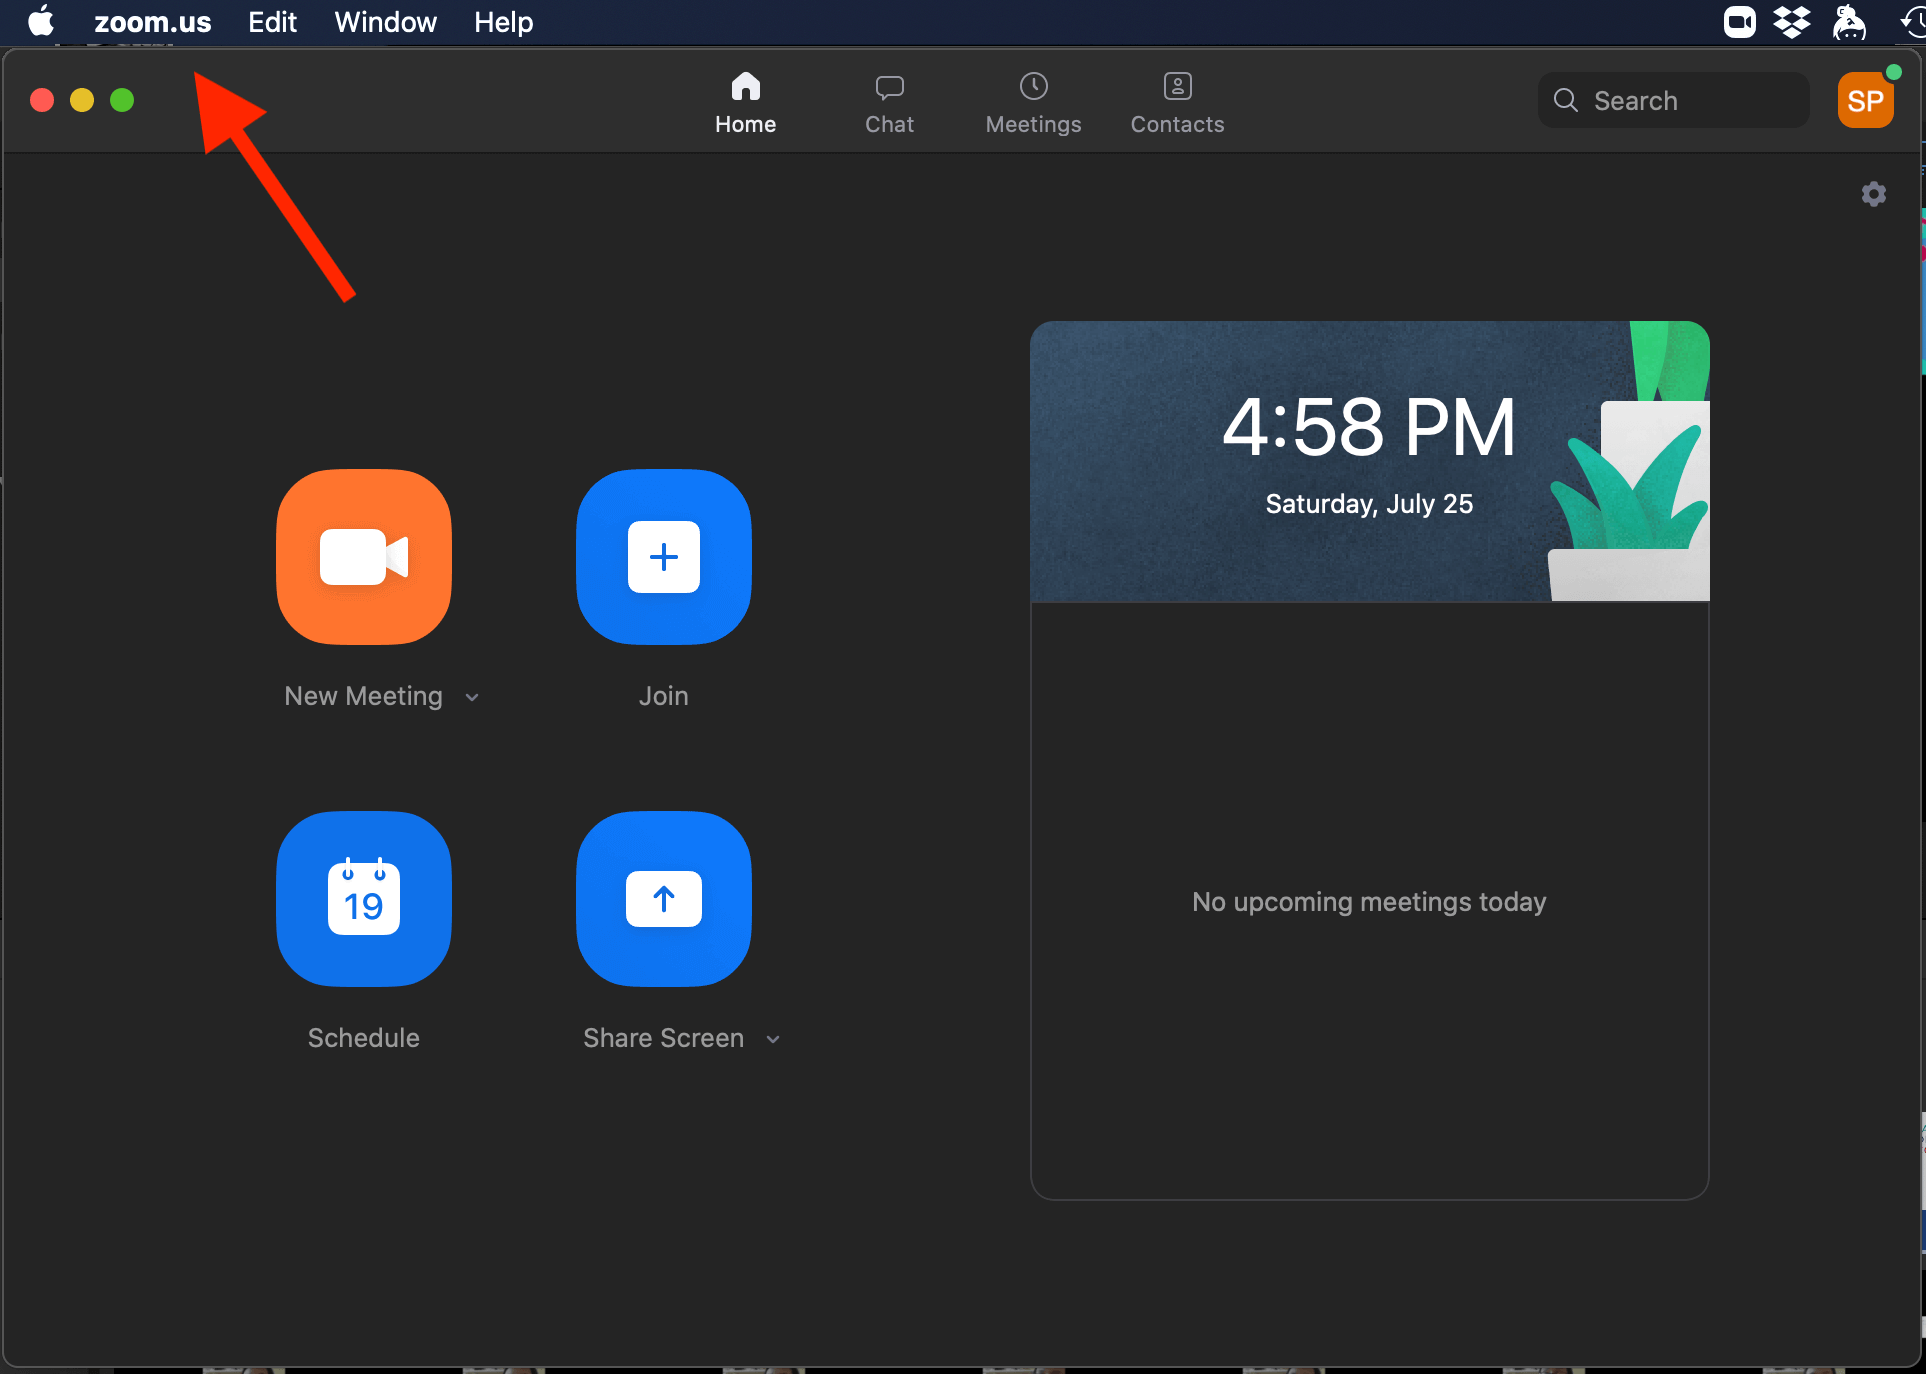 zoom.us Edit Window Help
Home Chat Meetings Contacts
Search
SP
4:58 PM
Saturday, July 25
New Meeting Join
19
No upcoming meetings today
Schedule Share Screen